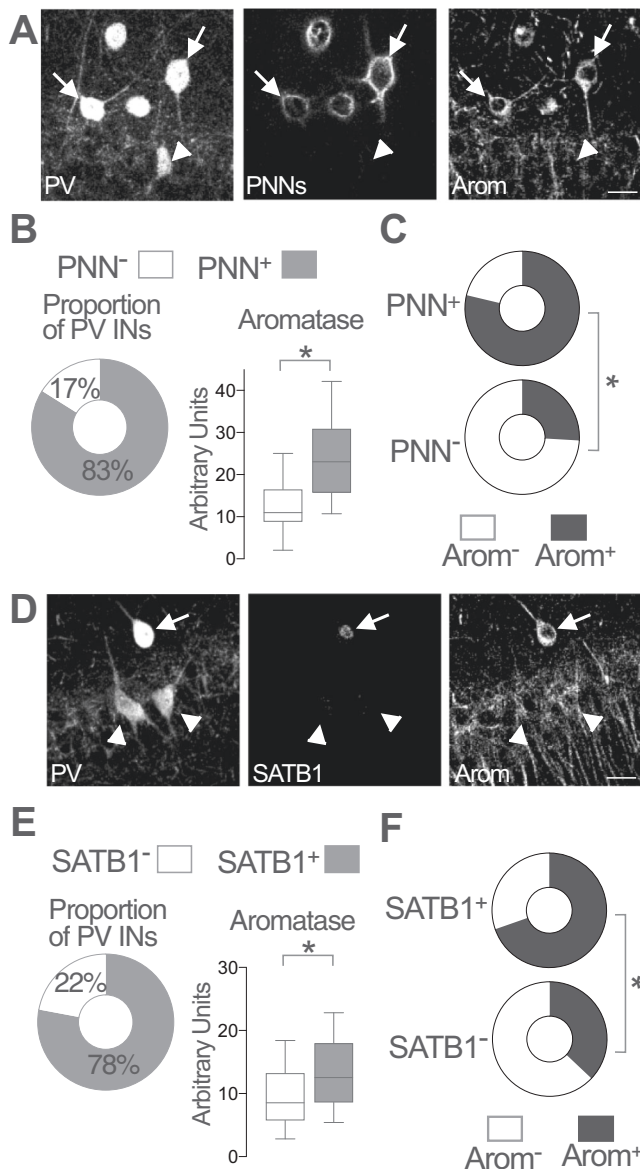 A
PV
PNNs
Arom
B
PNN⁻ PNN⁺
Proportion
of PV INs
17%
83%
Aromatase
*
Arbitrary Units
40
30
20
10
0
C
PNN⁺
PNN⁻
*
Arom⁻ Arom⁺
D
PV
SATB1
Arom
E
SATB1⁻ SATB1⁺
Proportion
of PV INs
22%
78%
Aromatase
*
Arbitrary Units
30
20
10
0
F
SATB1⁺
SATB1⁻
*
Arom⁻ Arom⁺